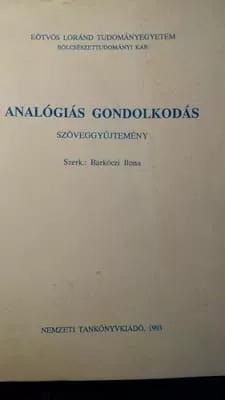 EÖTVÖS LORÁND TUDOMÁNYEGYETEM
BÖLCSÉSZETTUDOMÁNYI KAR
ANALÓGIÁS GONDOLKODÁS
SZÖVEGGYŰJTEMÉNY
Szerk.: Barkóczi Ilona
NEMZETI TANKÖNYVKIADÓ, 1993